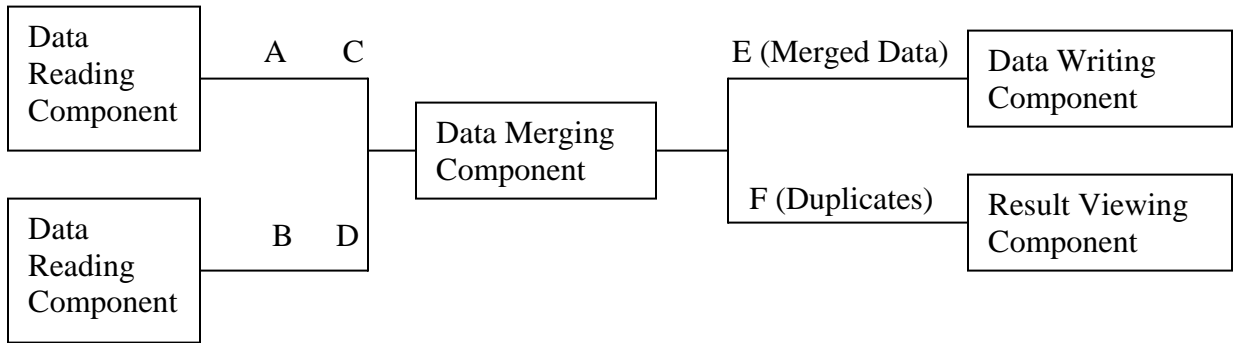 Data
Reading
Component
A C
E (Merged Data)
Data Writing
Component
Data Merging
Component
Data
Reading
Component
B D
F (Duplicates)
Result Viewing
Component